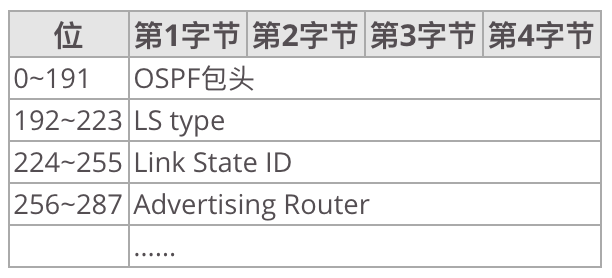 位 第1字节 第2字节 第3字节 第4字节
0~191 OSPF包头
192~223 LS type
224~255 Link State ID
256~287 Advertising Router
……